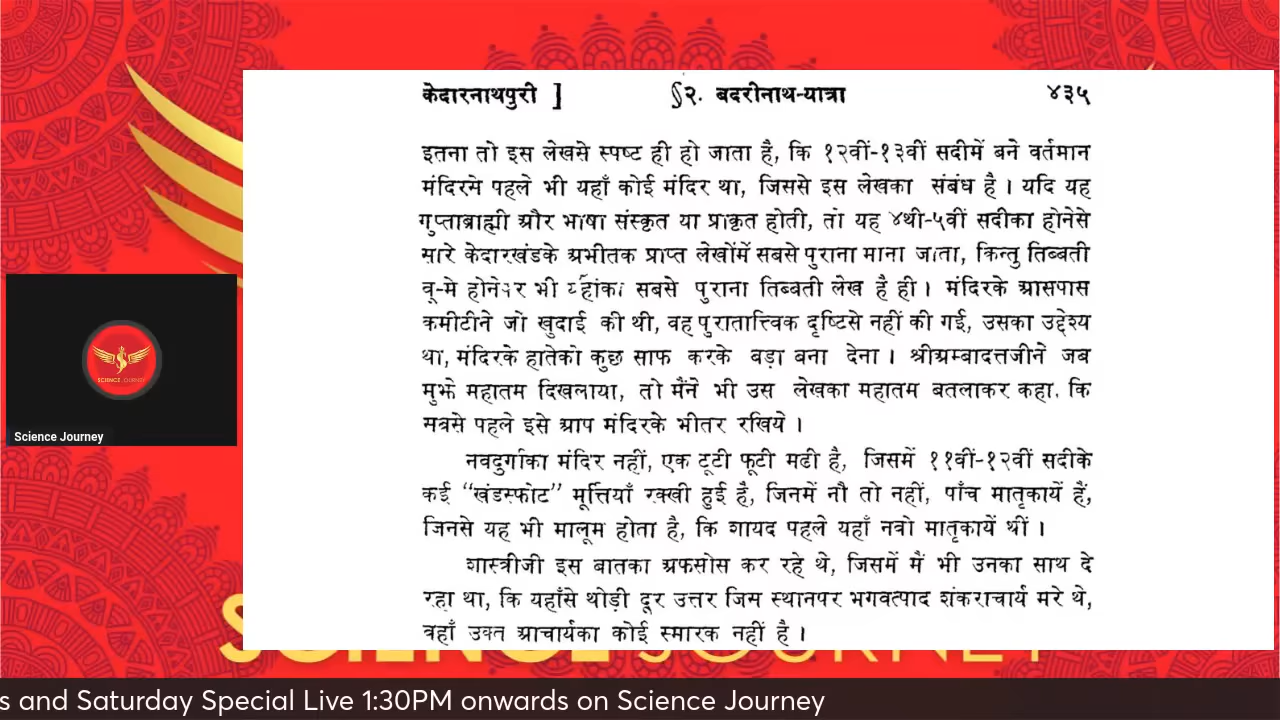 केदारनाथपुरी ] §२. बदरीनाथ-यात्रा ४३५
इतना तो इस लेखसे स्पष्ट ही हो जाता है, कि १२वीं-१३वीं सदीमें बने वर्तमान
मंदिरमे पहले भी यहाँ कोई मंदिर था, जिससे इस लेखका संबंध है । यदि यह
गुप्ताब्राह्मी और भाषा संस्कृत या प्राकृत होती, तो यह ४थी-५वीं सदीका होनेसे
सारे केदारखंडके अभीतक प्राप्त लेखोंमें सबसे पुराना माना जाता, किन्तु तिब्बती
वू-मे होनेपर भी यहांका सबसे पुराना तिब्बती लेख है ही । मंदिरके आसपास
कमीटीने जो खुदाई की थी, वह पुरातात्त्विक दृष्टिसे नहीं की गई, उसका उद्देश्य
था, मंदिरके हातेको कुछ साफ करके बड़ा बना देना । श्रीअम्बादत्तजीने जब
मुझे महातम दिखलाया, तो मैंने भी उस लेखका महातम बतलाकर कहा, कि
सबसे पहले इसे आप मंदिरके भीतर रखिये ।
नवदुर्गाका मंदिर नहीं, एक टूटी फूटी मढी है, जिसमें ११वीं-१२वीं सदीके
कई “खंडस्फोट” मूर्त्तियाँ रक्खी हुई है, जिनमें नौ तो नहीं, पाँच मातृकायें हैं,
जिनसे यह भी मालूम होता है, कि शायद पहले यहाँ नवो मातृकायें थीं ।
शास्त्रीजी इस बातका अफसोस कर रहे थे, जिसमें मैं भी उनका साथ दे
रहा था, कि यहाँसे थोड़ी दूर उत्तर जिस स्थानपर भगवत्पाद शंकराचार्य मरे थे,
वहाँ उक्त आचार्यका कोई स्मारक नहीं है ।
SCIENCE JOURNEY
Science Journey
SCIENCE JOURNEY
s and Saturday Special Live 1:30PM onwards on Science Journey